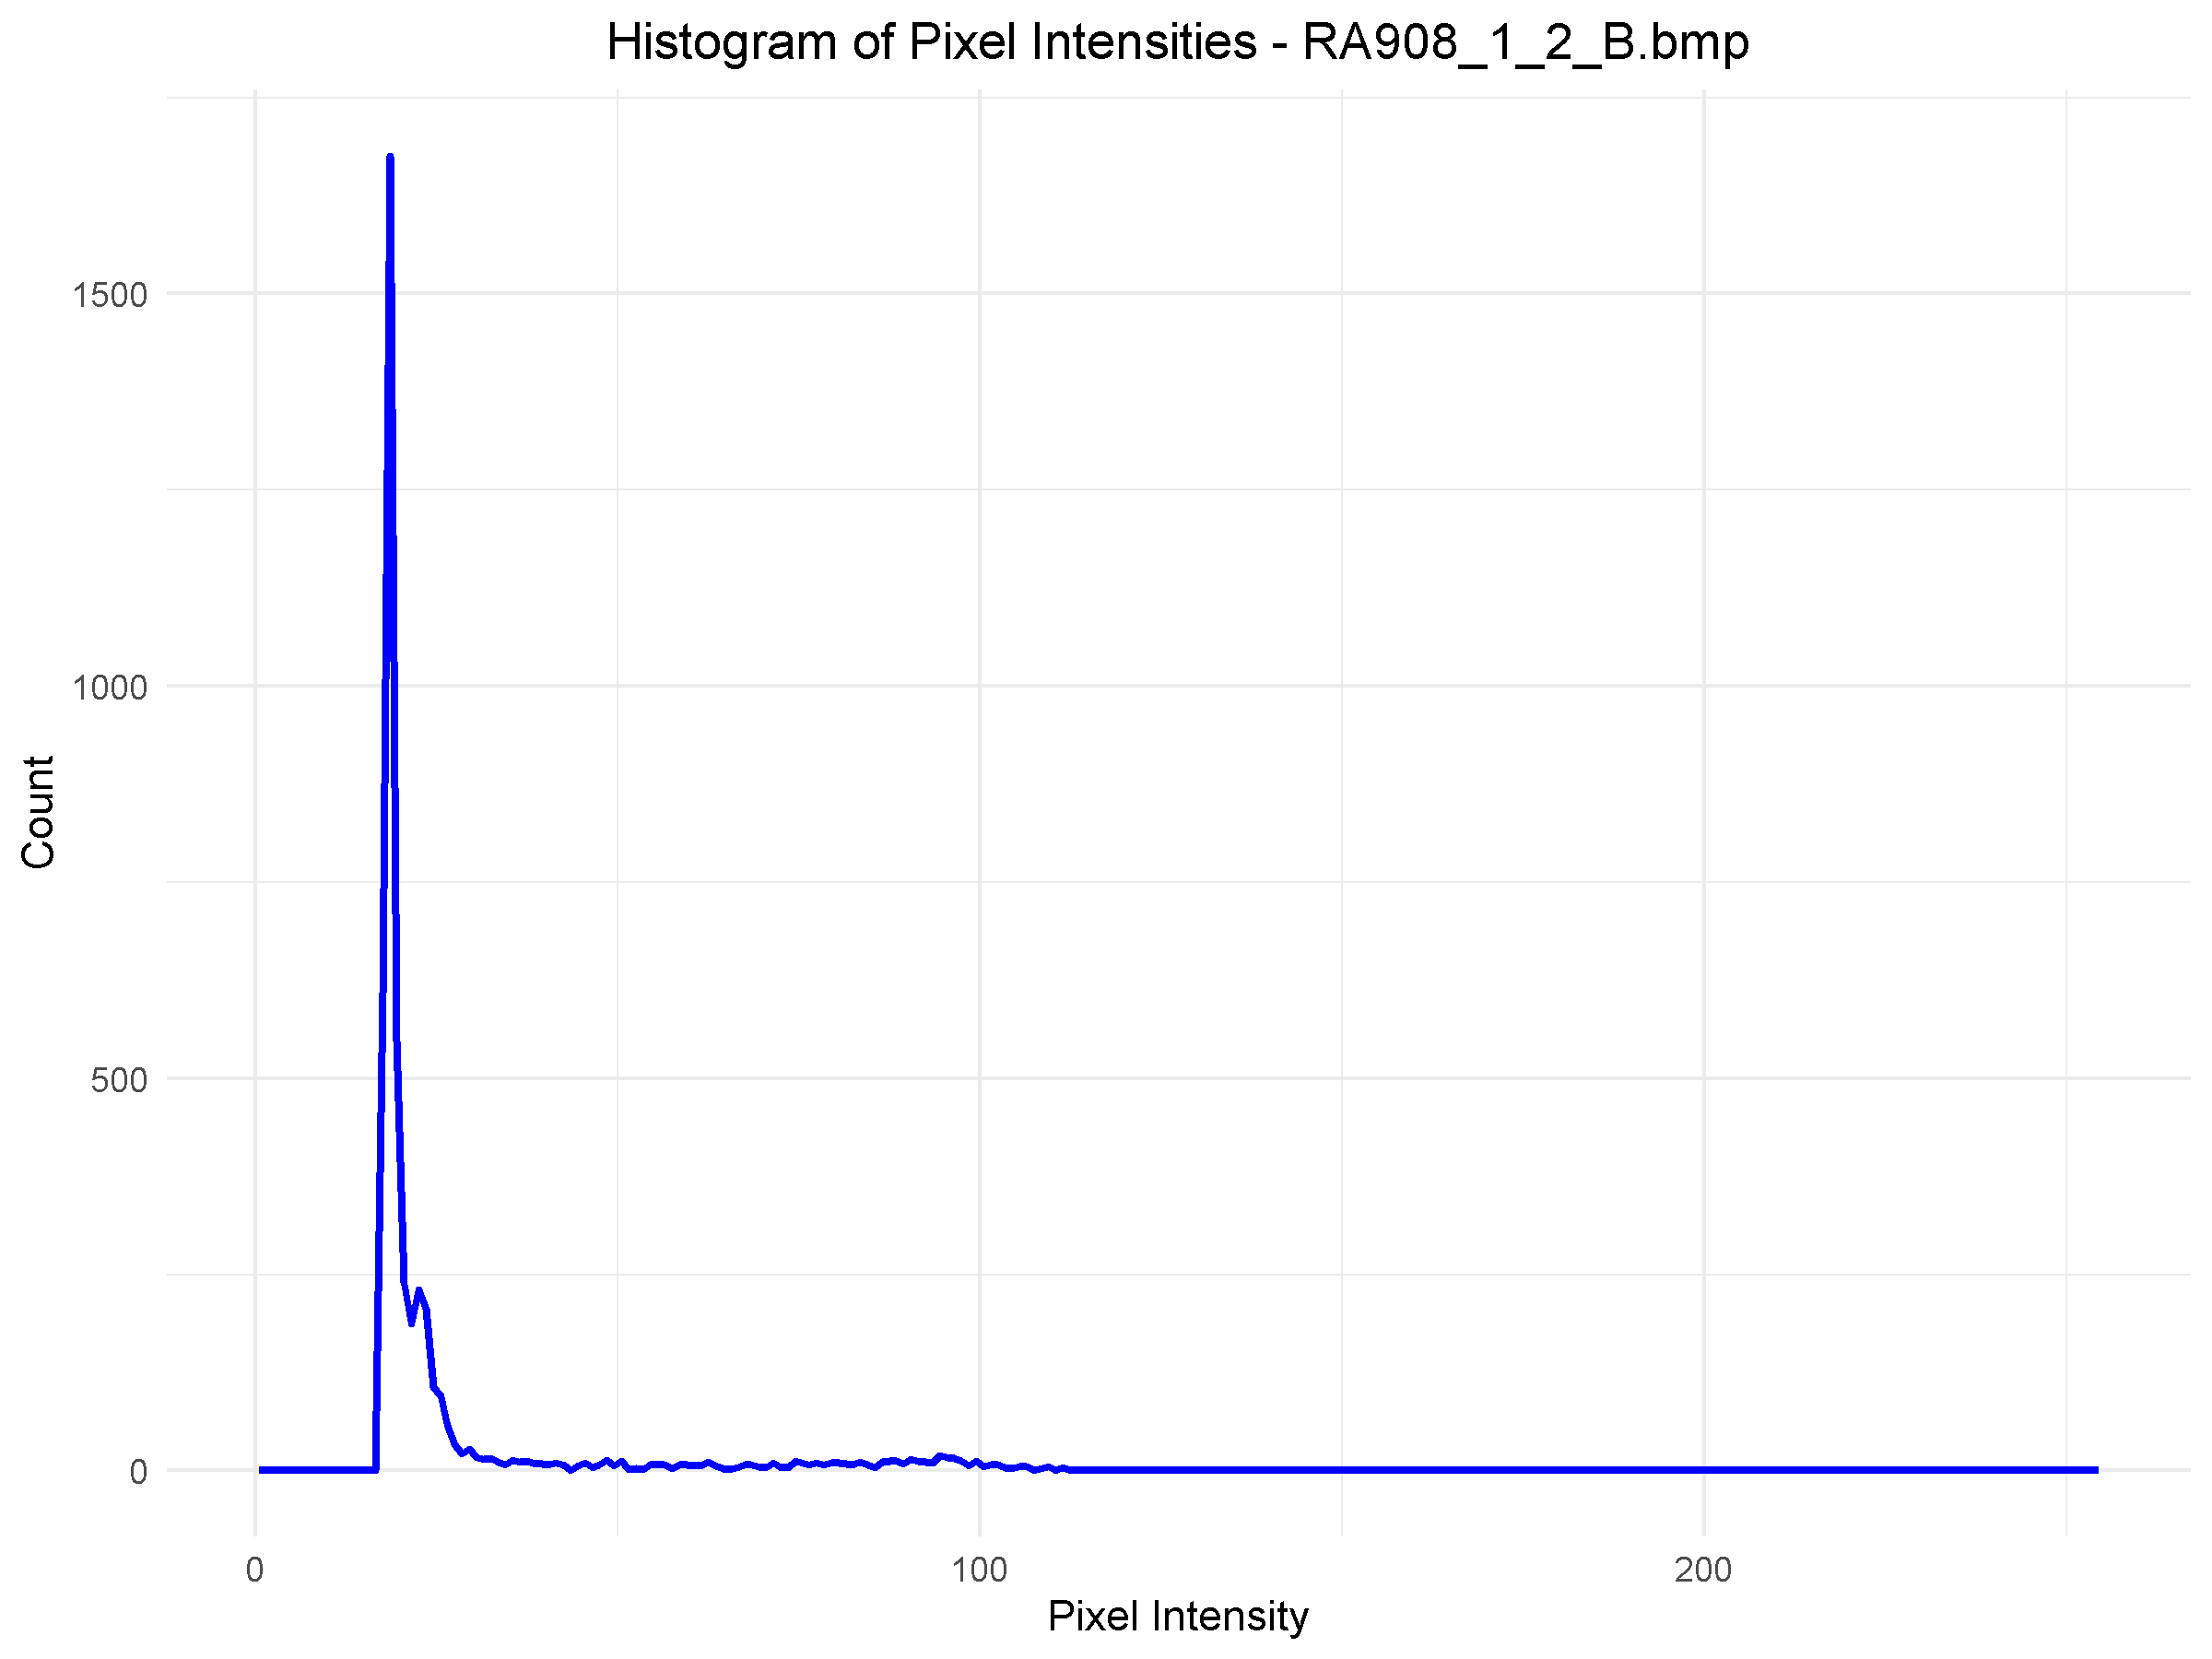 Histogram of Pixel Intensities - RA908_1_2_B.bmp
1500
1000
500
0
Count
0 100 200
Pixel Intensity